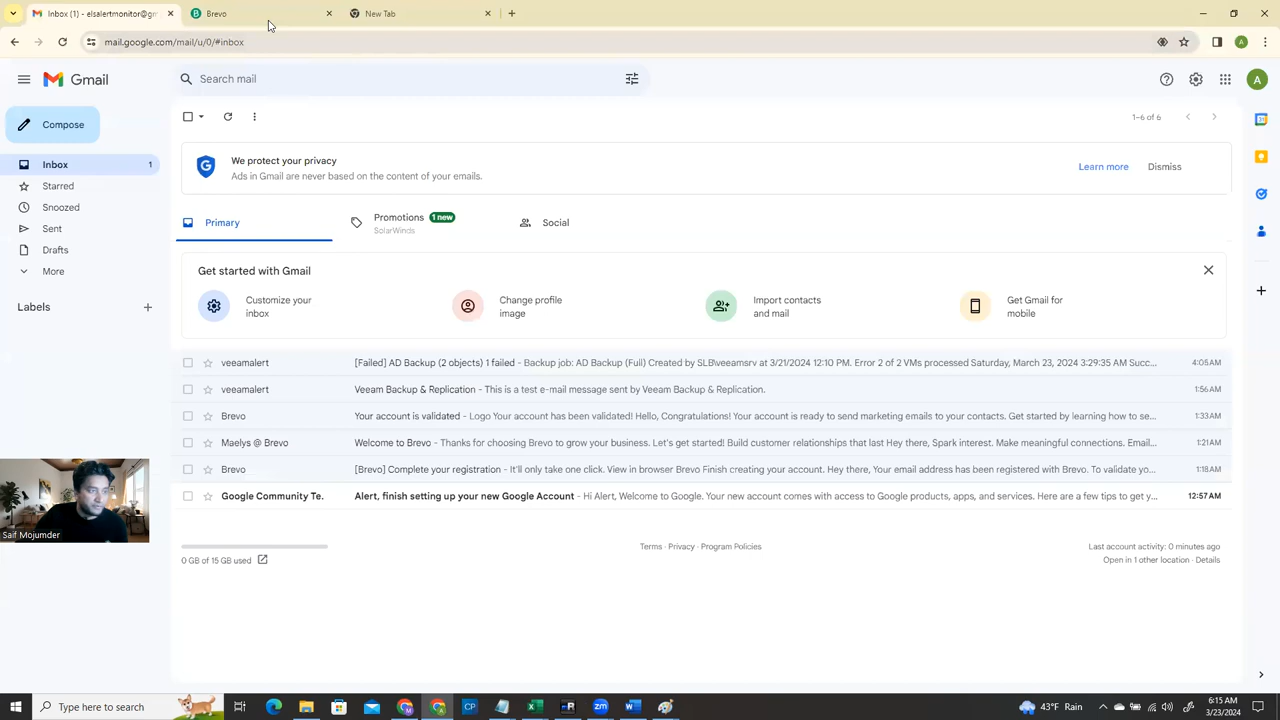 Inbox (1) - elsalertmonitor@gm
Brevo
New Tab
mail.google.com/mail/u/0/#inbox
A
Gmail
Search mail
A
Compose
1–6 of 6
Inbox 1
We protect your privacy
Ads in Gmail are never based on the content of your emails.
Learn more
Dismiss
Starred
Snoozed
Sent
Drafts
More
Primary
Promotions 1 new
SolarWinds
Social
Labels
Get started with Gmail
Customize your
inbox
Change profile
image
Import contacts
and mail
Get Gmail for
mobile
veeamalert [Failed] AD Backup (2 objects) 1 failed - Backup job: AD Backup (Full) Created by SLB\veeamsrv at 3/21/2024 12:10 PM. Error 2 of 2 VMs processed Saturday, March 23, 2024 3:29:35 AM Succ... 4:05 AM
veeamalert Veeam Backup & Replication - This is a test e-mail message sent by Veeam Backup & Replication. 1:56 AM
Brevo Your account is validated - Logo Your account has been validated! Hello, Congratulations! Your account is ready to send marketing emails to your contacts. Get started by learning how to se... 1:33 AM
Maelys @ Brevo Welcome to Brevo - Thanks for choosing Brevo to grow your business. Let's get started! Build customer relationships that last Hey there, Spark interest. Make meaningful connections. Email... 1:21 AM
Brevo [Brevo] Complete your registration - It'll only take one click. View in browser Brevo Finish creating your account. Hey there, Your email address has been registered with Brevo. To validate yo... 1:18 AM
Google Community Te. Alert, finish setting up your new Google Account - Hi Alert, Welcome to Google. Your new account comes with access to Google products, apps, and services. Here are a few tips to get y... 12:57 AM
Saif Mojumder
0 GB of 15 GB used
Terms · Privacy · Program Policies
Last account activity: 0 minutes ago
Open in 1 other location · Details
Type here to search
43°F Rain
6:15 AM
3/23/2024